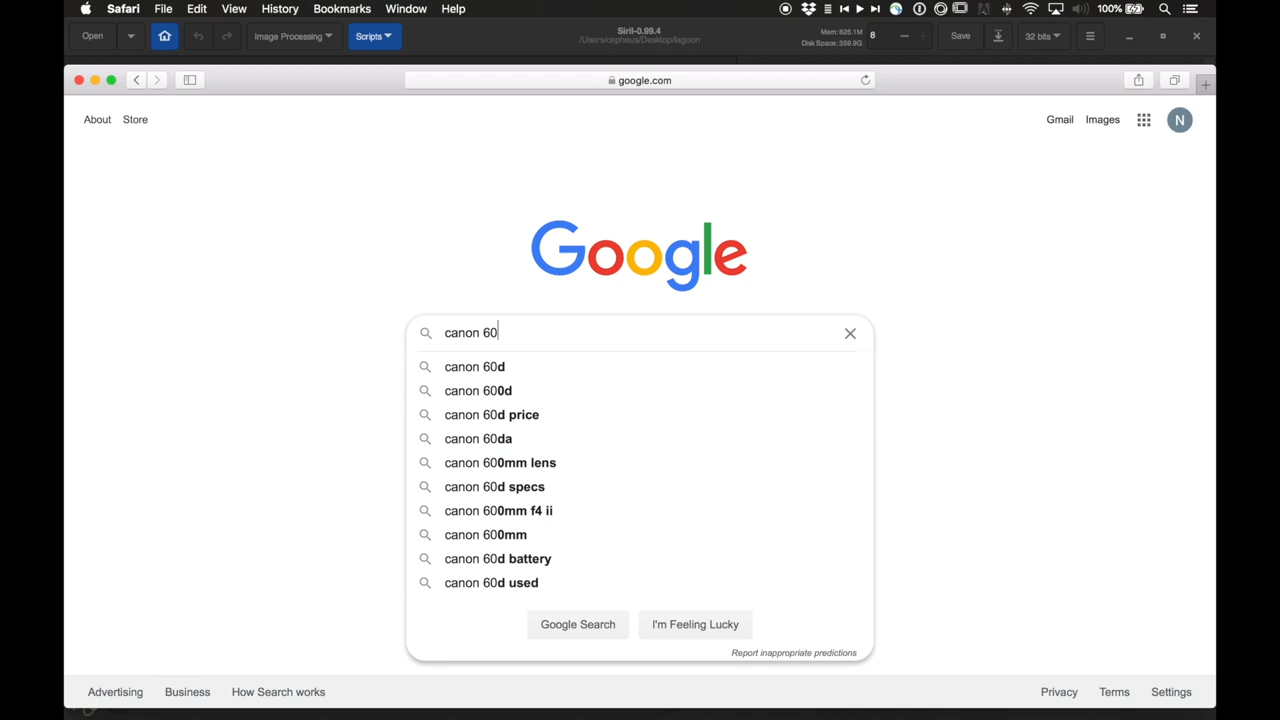 Safari File Edit View History Bookmarks Window Help 100%
Open Image Processing Scripts Siril-0.99.4 Mem: 826.1M 8 Save 32 bits
/Users/cepheus/Desktop/lagoon Disk Space: 359.9G
google.com
About Store Gmail Images N
Google
canon 60
canon 60d
canon 600d
canon 60d price
canon 60da
canon 600mm lens
canon 60d specs
canon 600mm f4 ii
canon 600mm
canon 60d battery
canon 60d used
Google Search I'm Feeling Lucky
Report inappropriate predictions
Advertising Business How Search works Privacy Terms Settings